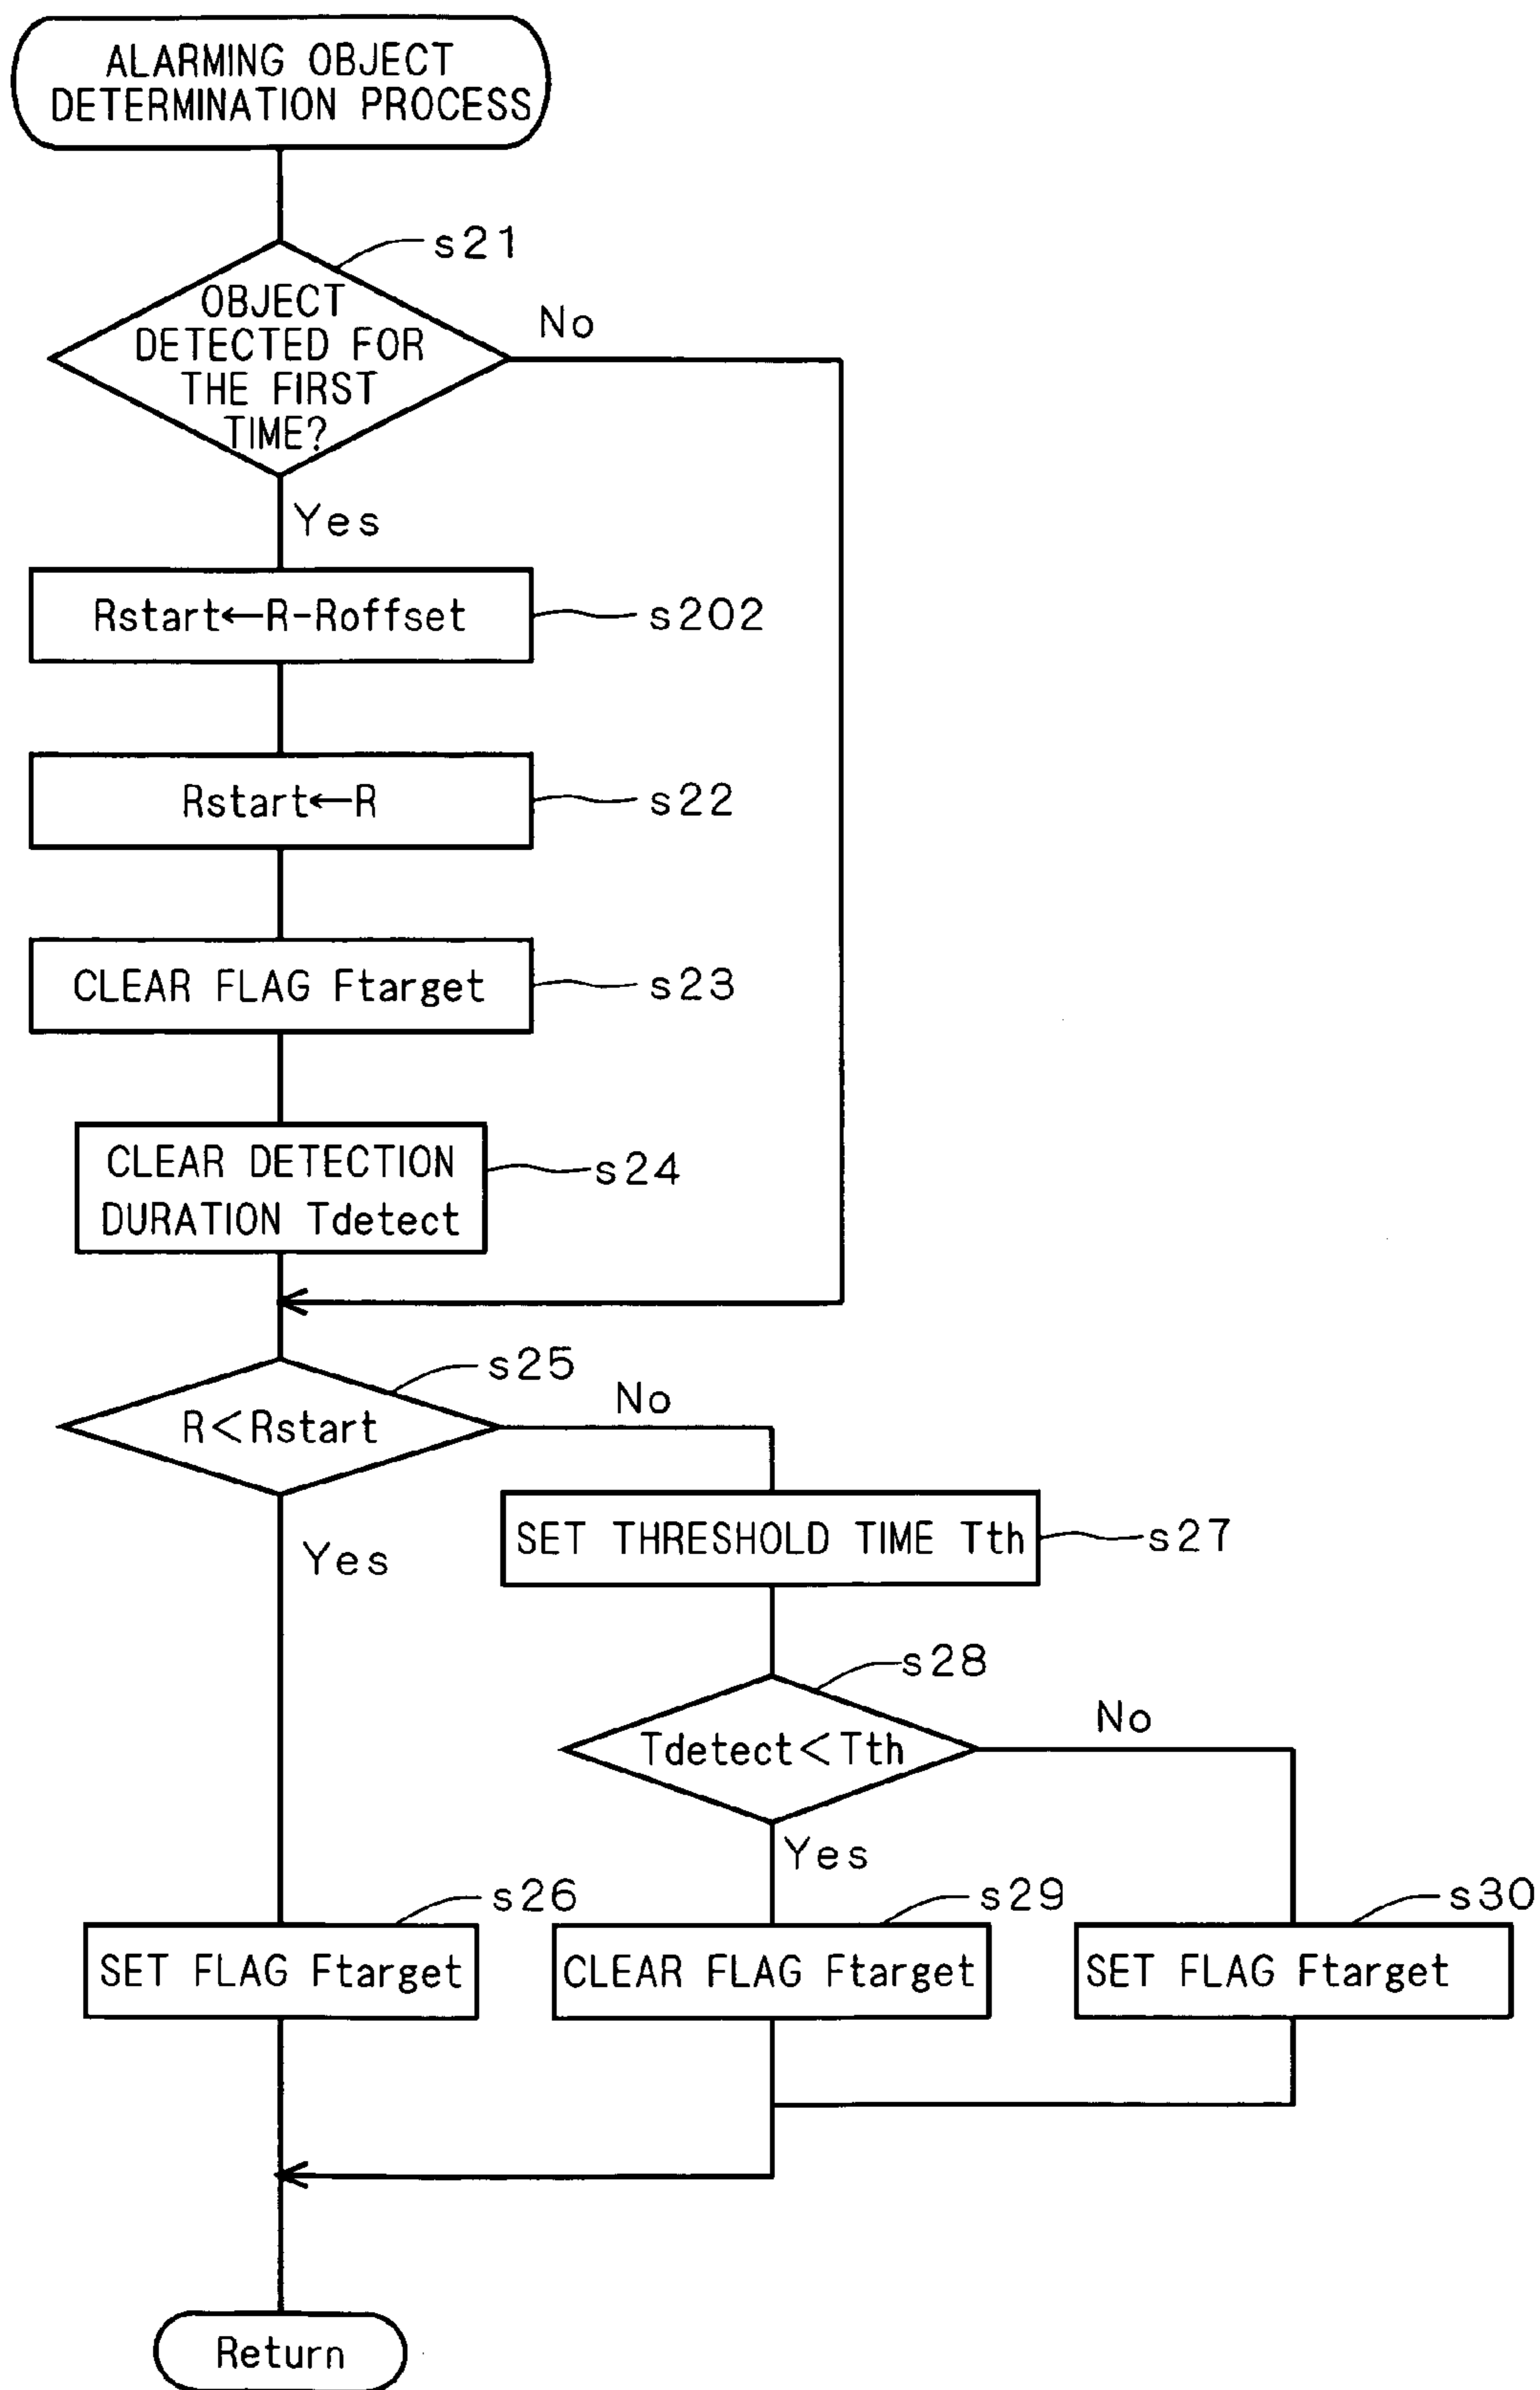 ALARMING OBJECT
DETERMINATION PROCESS
s21
OBJECT
DETECTED FOR
THE FIRST
TIME?
No
Yes
Rstart←R-Roffset
s202
Rstart←R
s22
CLEAR FLAG Ftarget
s23
CLEAR DETECTION
DURATION Tdetect
s24
s25
R<Rstart
No
Yes
SET THRESHOLD TIME Tth
s27
s28
Tdetect<Tth
No
Yes
s26
SET FLAG Ftarget
s29
CLEAR FLAG Ftarget
s30
SET FLAG Ftarget
Return